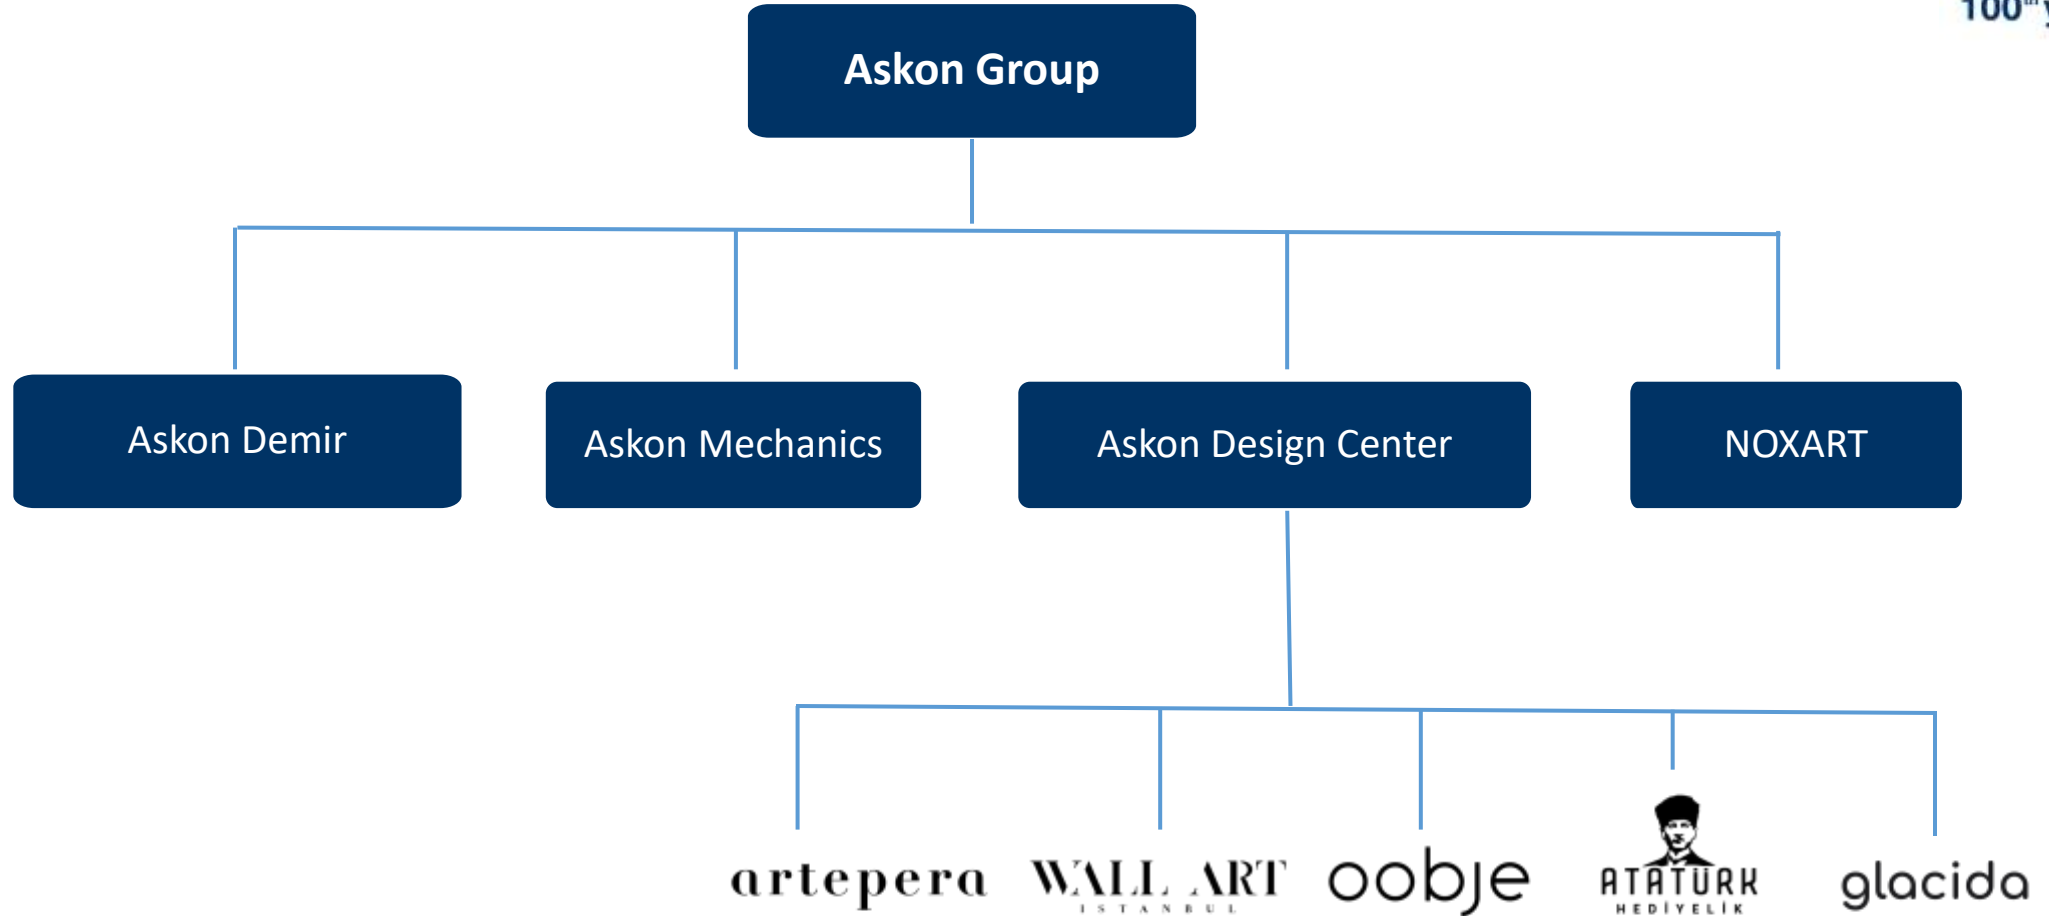 100th
Askon Group
Askon Demir
Askon Mechanics
Askon Design Center
NOXART
artepera
WALL ART
ISTANBUL
oobje
ATATÜRK
HEDİYELİK
glacida